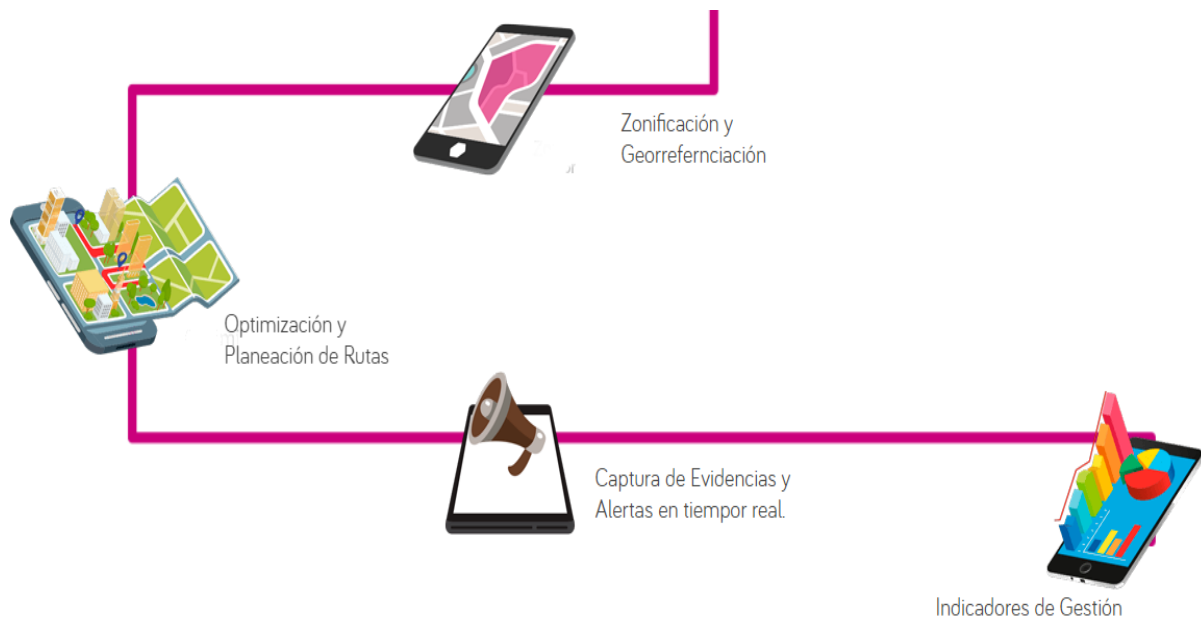 Zonificación y
Georrefernciación
Optimización y
Planeación de Rutas
Captura de Evidencias y
Alertas en tiempor real.
Indicadores de Gestión